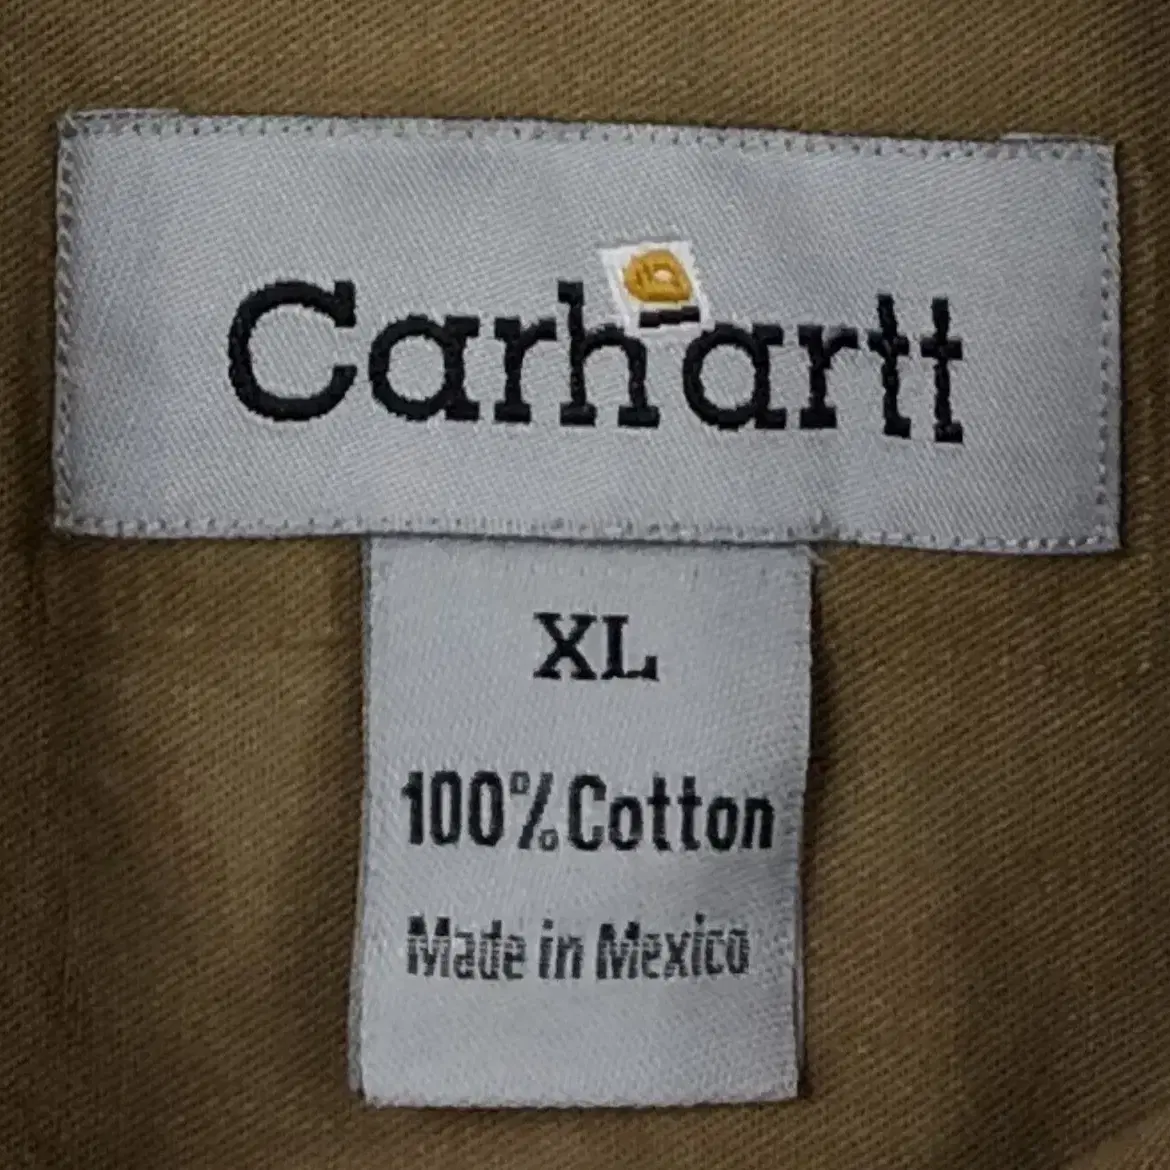 Carhartt
XL
100% Cotton
Made in Mexico